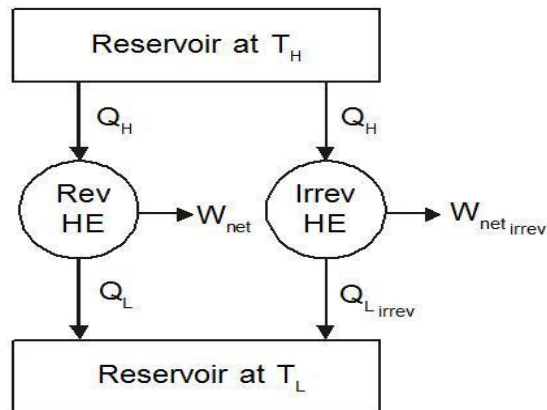 Reservoir at T_H
Q_H
Q_H
Rev
HE
W_net
Irrev
HE
W_net irrev
Q_L
Q_L irrev
Reservoir at T_L